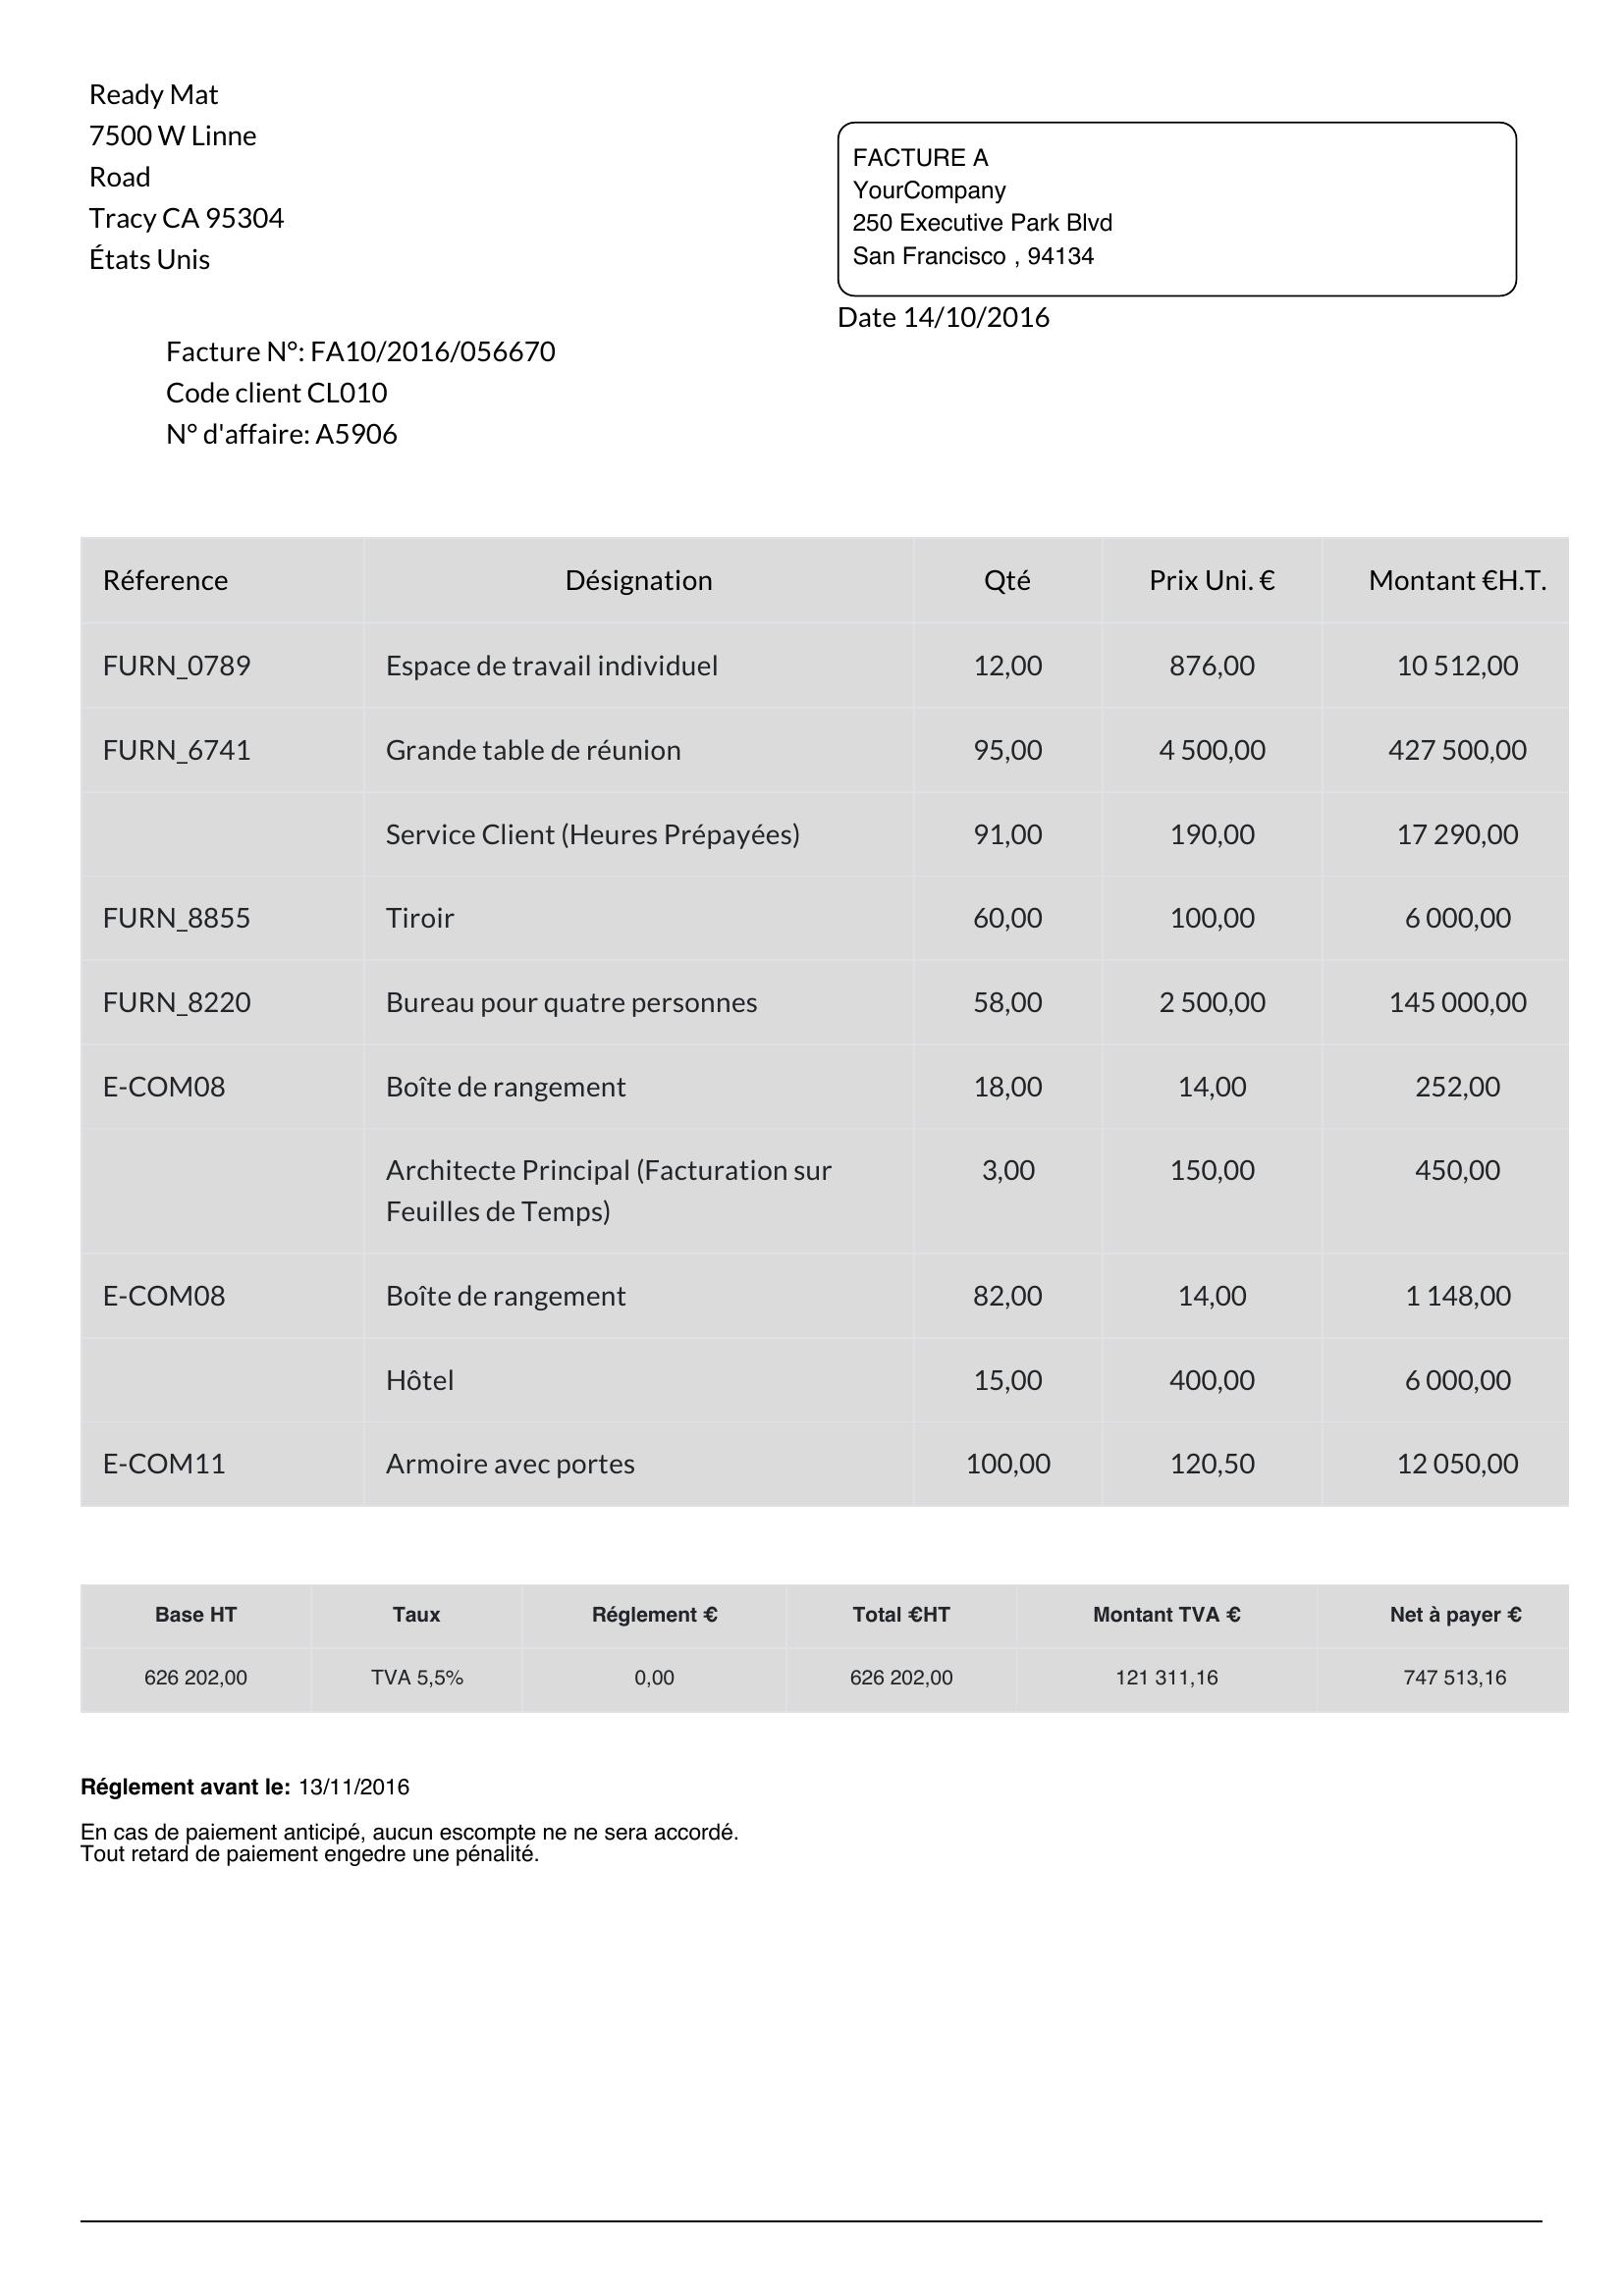 Ready Mat
7500 W Linne
Road
Tracy CA 95304
États Unis
FACTURE A
YourCompany
250 Executive Park Blvd
San Francisco , 94134
Date 14/10/2016
Facture N°: FA10/2016/056670
Code client CL010
N° d'affaire: A5906
Réference Désignation Qté Prix Uni. € Montant €H.T.
FURN_0789 Espace de travail individuel 12,00 876,00 10 512,00
FURN_6741 Grande table de réunion 95,00 4 500,00 427 500,00
Service Client (Heures Prépayées) 91,00 190,00 17 290,00
FURN_8855 Tiroir 60,00 100,00 6 000,00
FURN_8220 Bureau pour quatre personnes 58,00 2 500,00 145 000,00
E-COM08 Boîte de rangement 18,00 14,00 252,00
Architecte Principal (Facturation sur 3,00 150,00 450,00
Feuilles de Temps)
E-COM08 Boîte de rangement 82,00 14,00 1 148,00
Hôtel 15,00 400,00 6 000,00
E-COM11 Armoire avec portes 100,00 120,50 12 050,00
Base HT Taux Réglement € Total €HT Montant TVA € Net à payer €
626 202,00 TVA 5,5% 0,00 626 202,00 121 311,16 747 513,16
Réglement avant le: 13/11/2016
En cas de paiement anticipé, aucun escompte ne ne sera accordé.
Tout retard de paiement engedre une pénalité.